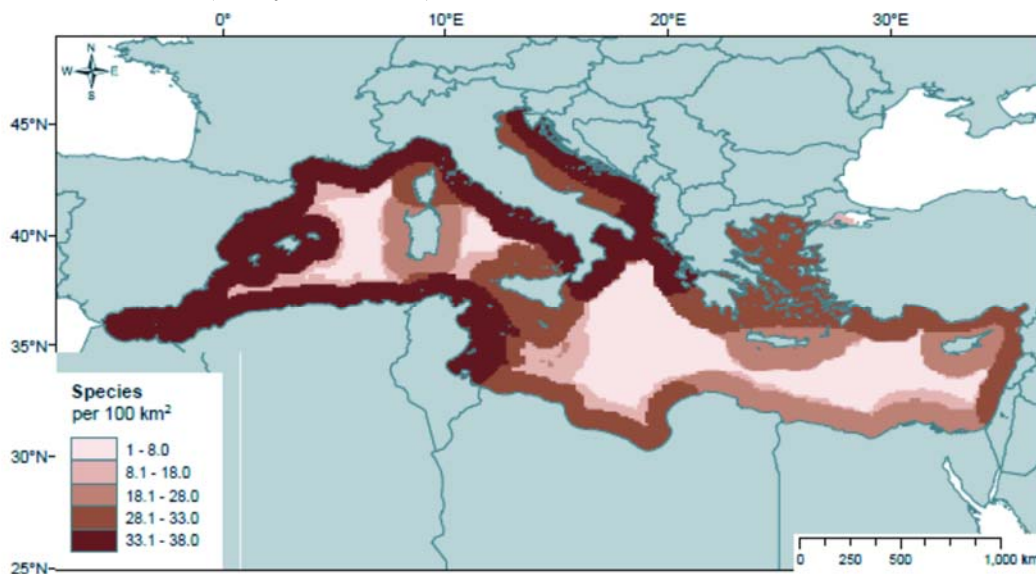 0° 10°E 20°E 30°E
N
W E
S
45°N
40°N
35°N
Species
per 100 km²
1 - 8.0
8.1 - 18.0
18.1 - 28.0
28.1 - 33.0
33.1 - 38.0
30°N
0 250 500 1,000 km
25°N